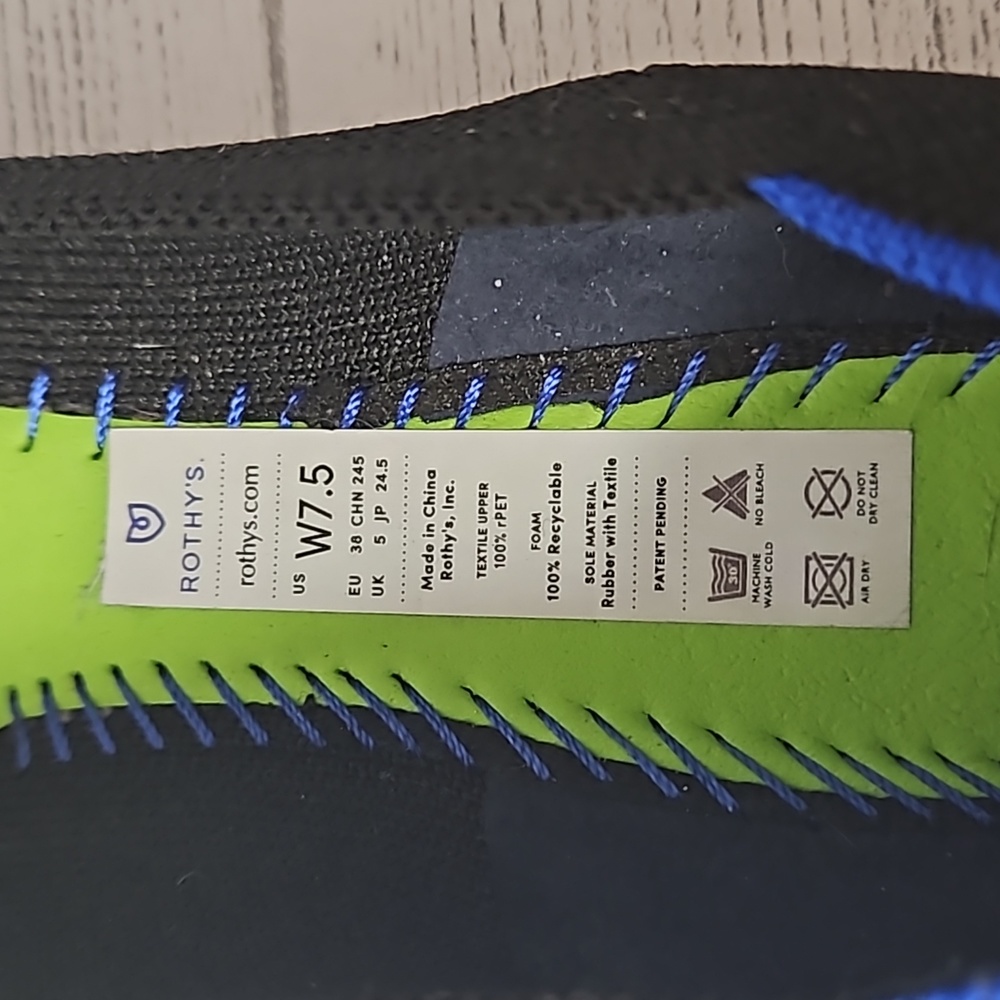 ROTHY'S.
rothys.com
US W7.5
EU 38 CHN 245
UK 5 JP 24.5
Made in China
Rothy's, Inc.
TEXTILE UPPER
100% rPET
FOAM
100% Recyclable
SOLE MATERIAL
Rubber with Textile
PATENT PENDING
30
MACHINE
WASH COLD
NO BLEACH
AIR DRY
DO NOT
DRY CLEAN